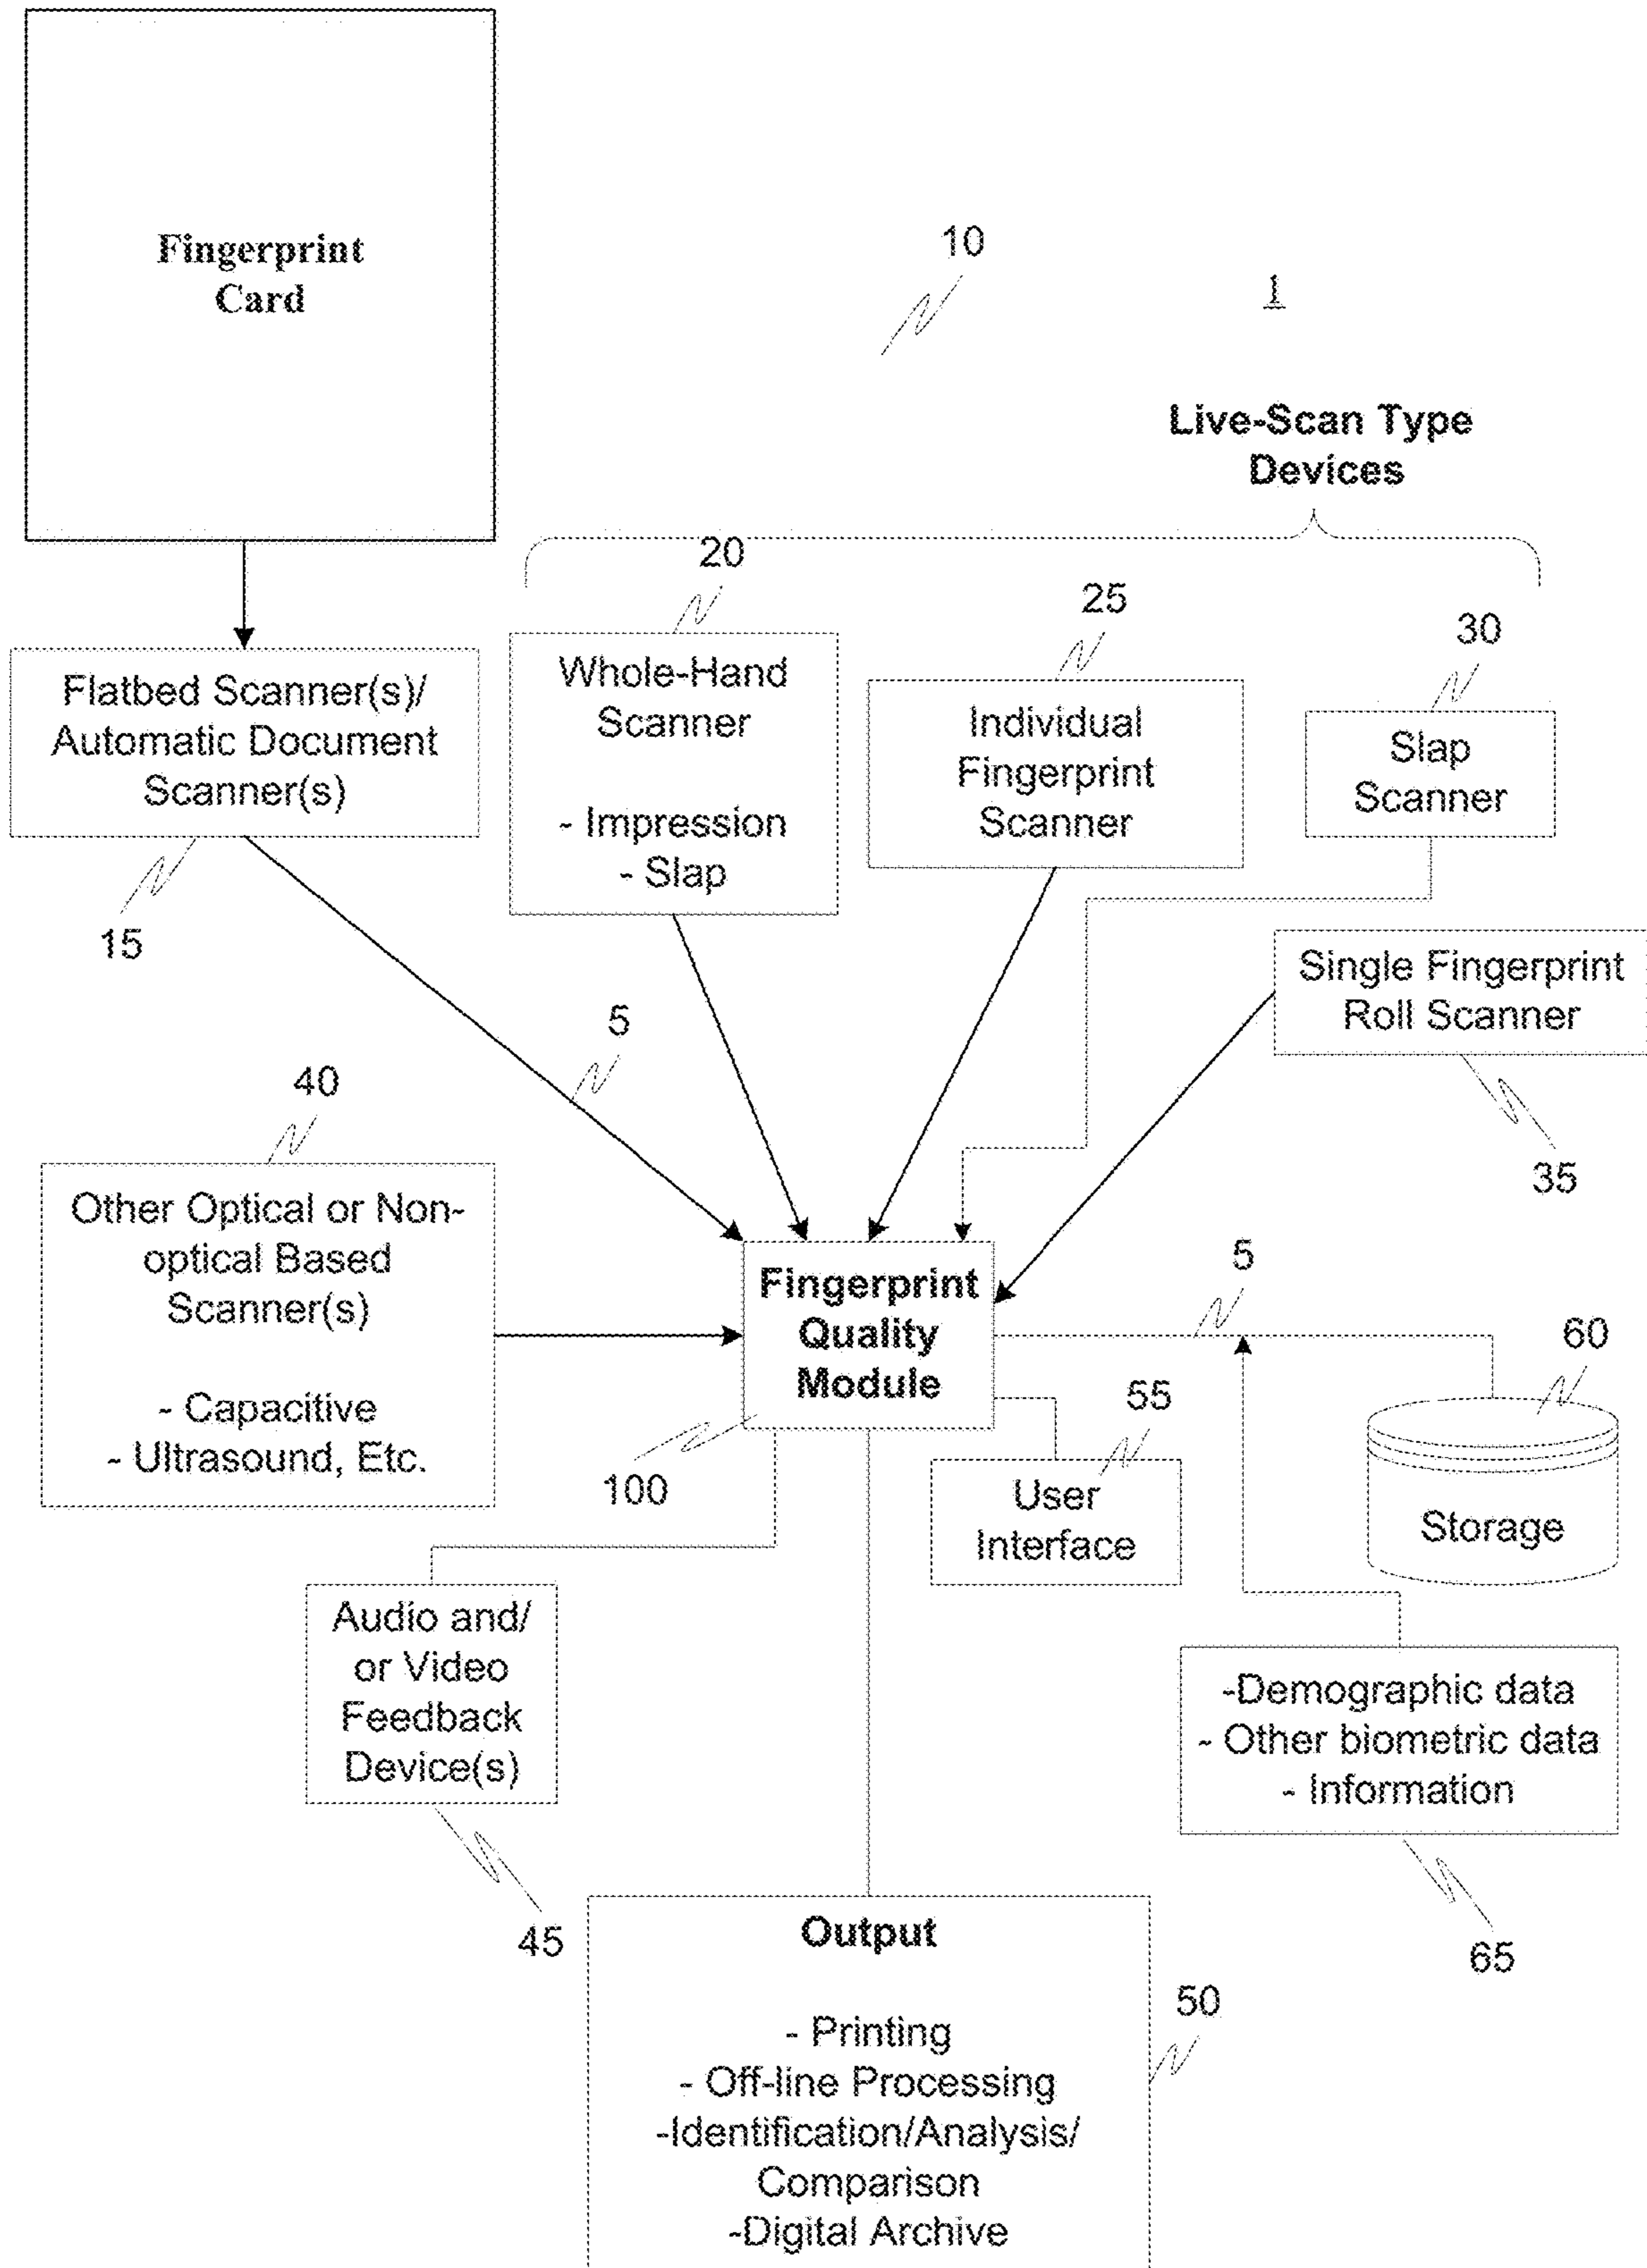 Fingerprint
Card
10
1
Live-Scan Type
Devices
20
25
30
Flatbed Scanner(s)/
Automatic Document
Scanner(s)
15
Whole-Hand
Scanner
- Impression
- Slap
Individual
Fingerprint
Scanner
Slap
Scanner
Single Fingerprint
Roll Scanner
35
5
40
Other Optical or Non-
optical Based
Scanner(s)
- Capacitive
- Ultrasound, Etc.
Fingerprint
Quality
Module
100
5
60
55
User
Interface
Storage
Audio and/
or Video
Feedback
Device(s)
45
-Demographic data
- Other biometric data
- Information
65
Output
- Printing
- Off-line Processing
-Identification/Analysis/
Comparison
-Digital Archive
50